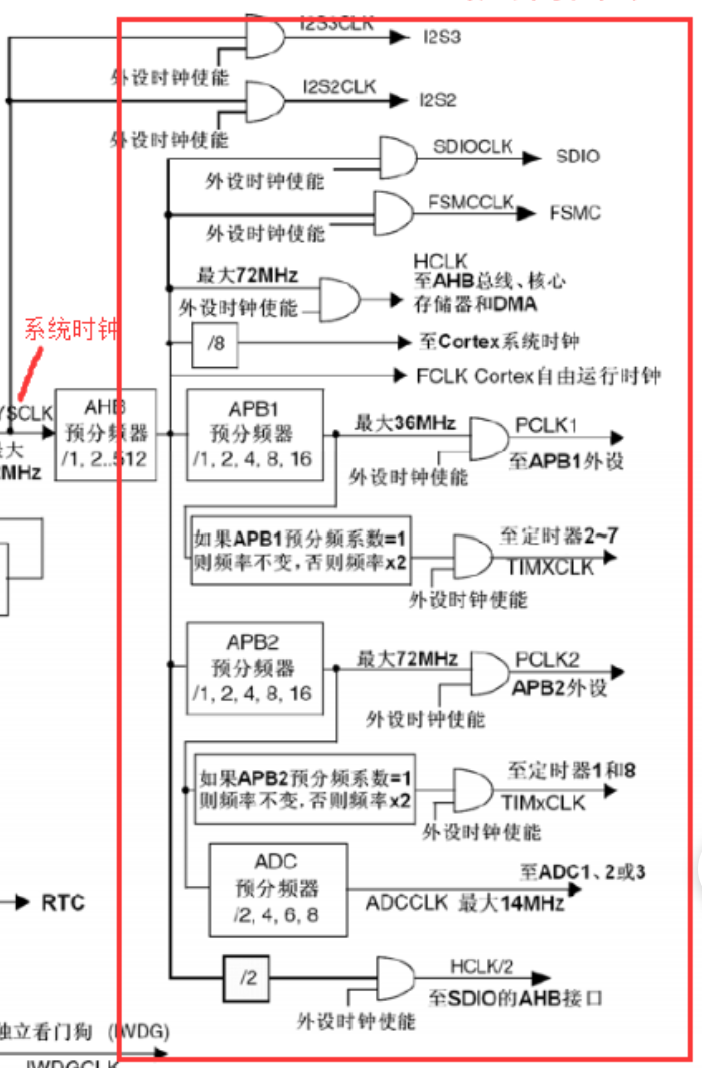 I2S3CLK
I2S3
外设时钟使能
I2S2CLK
I2S2
外设时钟使能
SDIOCLK
SDIO
外设时钟使能
FSMCCLK
FSMC
外设时钟使能
HCLK
最大72MHz
至AHB总线、核心
外设时钟使能
存储器和DMA
系统时钟
/8
至Cortex系统时钟
FCLK Cortex自由运行时钟
YSCLK
AHB
预分频器
/1, 2..512
大
MHz
APB1
预分频器
/1, 2, 4, 8, 16
最大36MHz
PCLK1
至APB1外设
外设时钟使能
如果APB1预分频系数=1
则频率不变，否则频率x2
至定时器2~7
TIMXCLK
外设时钟使能
APB2
预分频器
/1, 2, 4, 8, 16
最大72MHz
PCLK2
APB2外设
外设时钟使能
如果APB2预分频系数=1
则频率不变，否则频率x2
至定时器1和8
TIMxCLK
外设时钟使能
ADC
预分频器
/2, 4, 6, 8
至ADC1、2或3
ADCCLK 最大14MHz
RTC
/2
HCLK/2
至SDIO的AHB接口
外设时钟使能
独立看门狗 (IWDG)
IWDGCLK